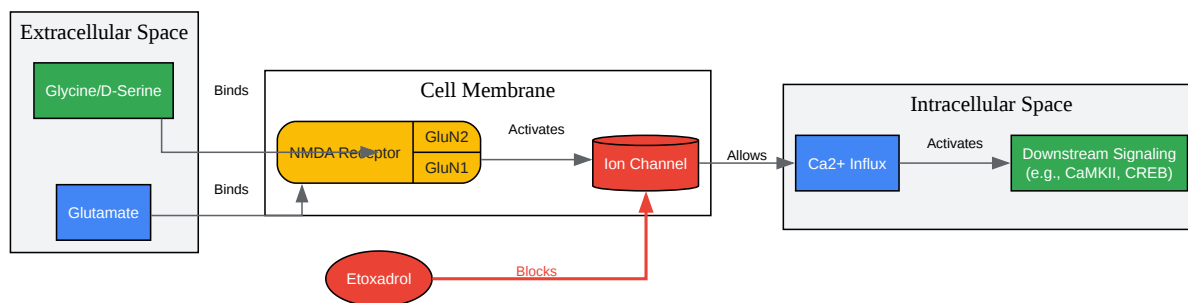 Extracellular Space
Glycine/D-Serine
Binds
Glutamate
Binds
Cell Membrane
NMDA Receptor
GluN2
GluN1
Activates
Ion Channel
Etoxadrol
Blocks
Allows
Intracellular Space
Ca2+ Influx
Activates
Downstream Signaling
(e.g., CaMKII, CREB)